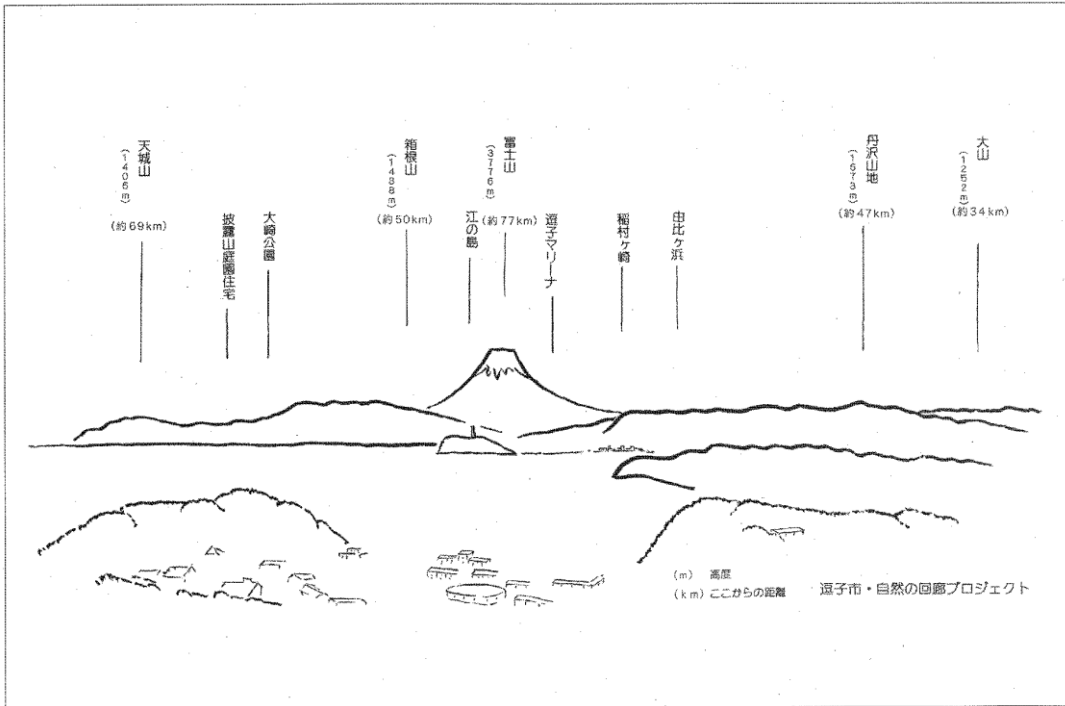 天城山
(1406m)
(約69km)
披露山庭園住宅
大崎公園
箱根山
(1438m)
(約50km)
江の島
富士山
(3776m)
(約77km)
逗子マリーナ
稲村ヶ崎
由比ヶ浜
丹沢山地
(1673m)
(約47km)
大山
(1252m)
(約34km)
(m) 高度
(km) ここからの距離
逗子市・自然の回廊プロジェクト